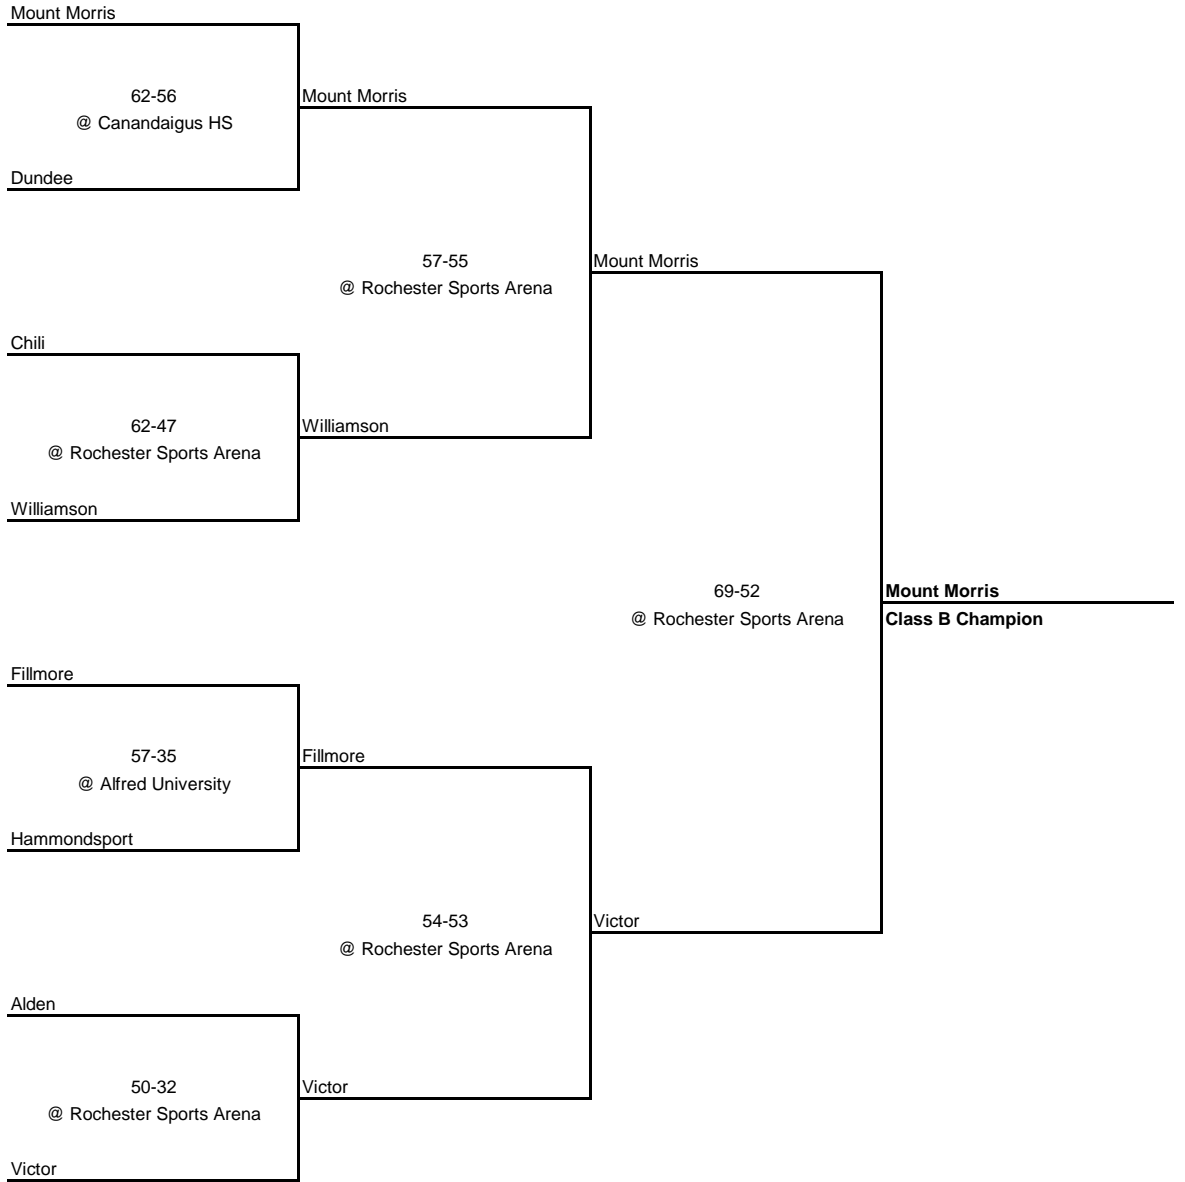 Mount Morris
62-56
@ Canandaigus HS
Mount Morris
Dundee
57-55
@ Rochester Sports Arena
Mount Morris
Chili
62-47
@ Rochester Sports Arena
Williamson
Williamson
69-52
@ Rochester Sports Arena
Mount Morris
Class B Champion
Fillmore
57-35
@ Alfred University
Fillmore
Hammondsport
54-53
@ Rochester Sports Arena
Victor
Alden
50-32
@ Rochester Sports Arena
Victor
Victor